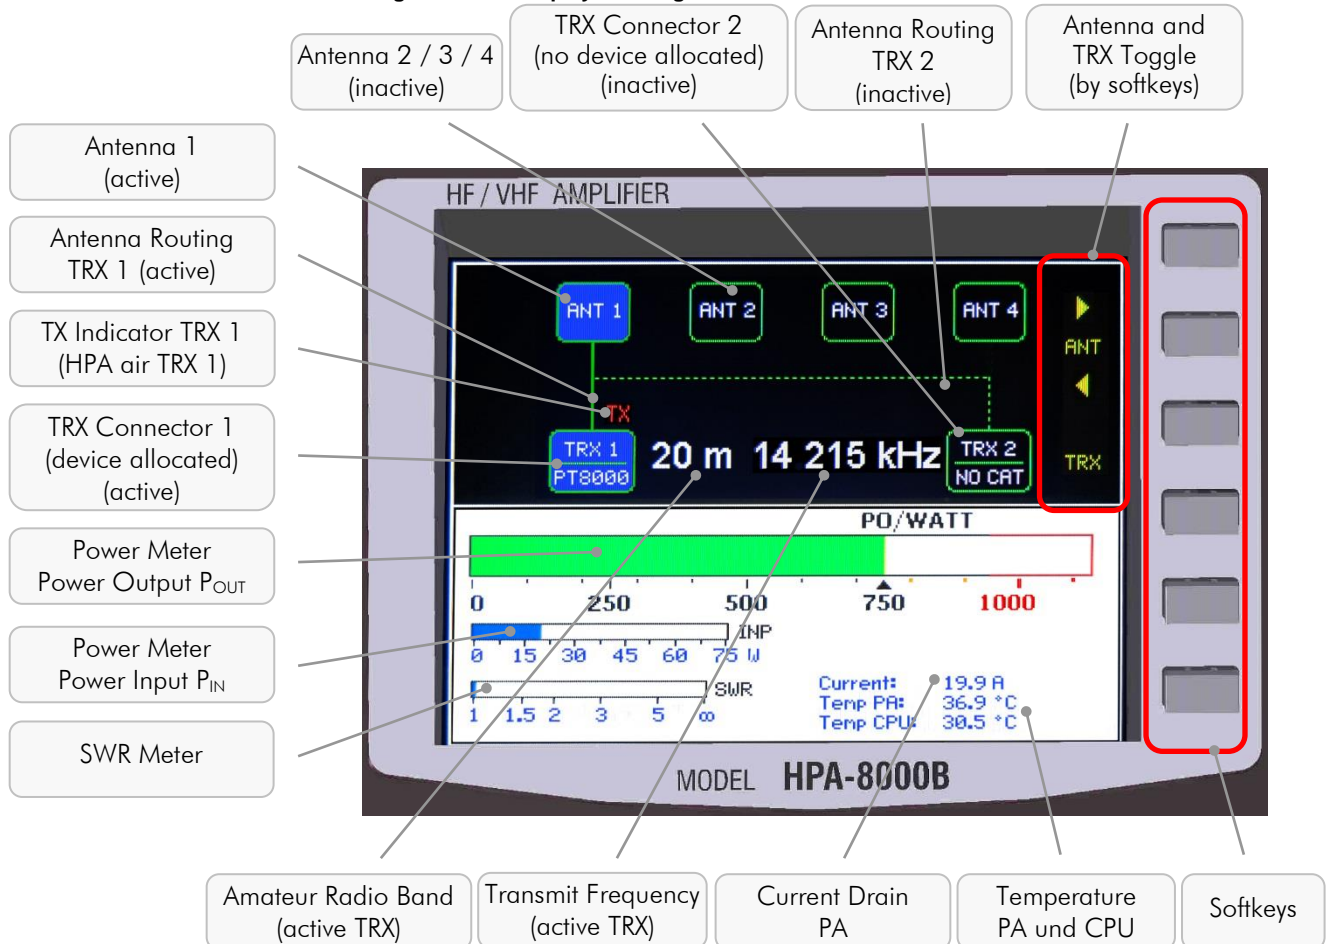 TRX Connector 2
(no device allocated)
(inactive)
Antenna 2 / 3 / 4
(inactive)
Antenna Routing
TRX 2
(inactive)
Antenna and
TRX Toggle
(by softkeys)
Antenna 1
(active)
Antenna Routing
TRX 1 (active)
TX Indicator TRX 1
(HPA air TRX 1)
TRX Connector 1
(device allocated)
(active)
Power Meter
Power Output POUT
Power Meter
Power Input PIN
SWR Meter
HF / VHF AMPLIFIER
ANT 1
ANT 2
ANT 3
ANT 4
ANT
TX
TRX 1
PT8000
20 m
14 215 kHz
TRX 2
NO CAT
TRX
PO/WATT
0 250 500 750 1000
INP
0 15 30 45 60 75 W
SWR
1 1.5 2 3 5 ∞
Current: 19.9 A
Temp PA: 36.9 °C
Temp CPU: 30.5 °C
MODEL HPA-8000B
Amateur Radio Band
(active TRX)
Transmit Frequency
(active TRX)
Current Drain
PA
Temperature
PA und CPU
Softkeys